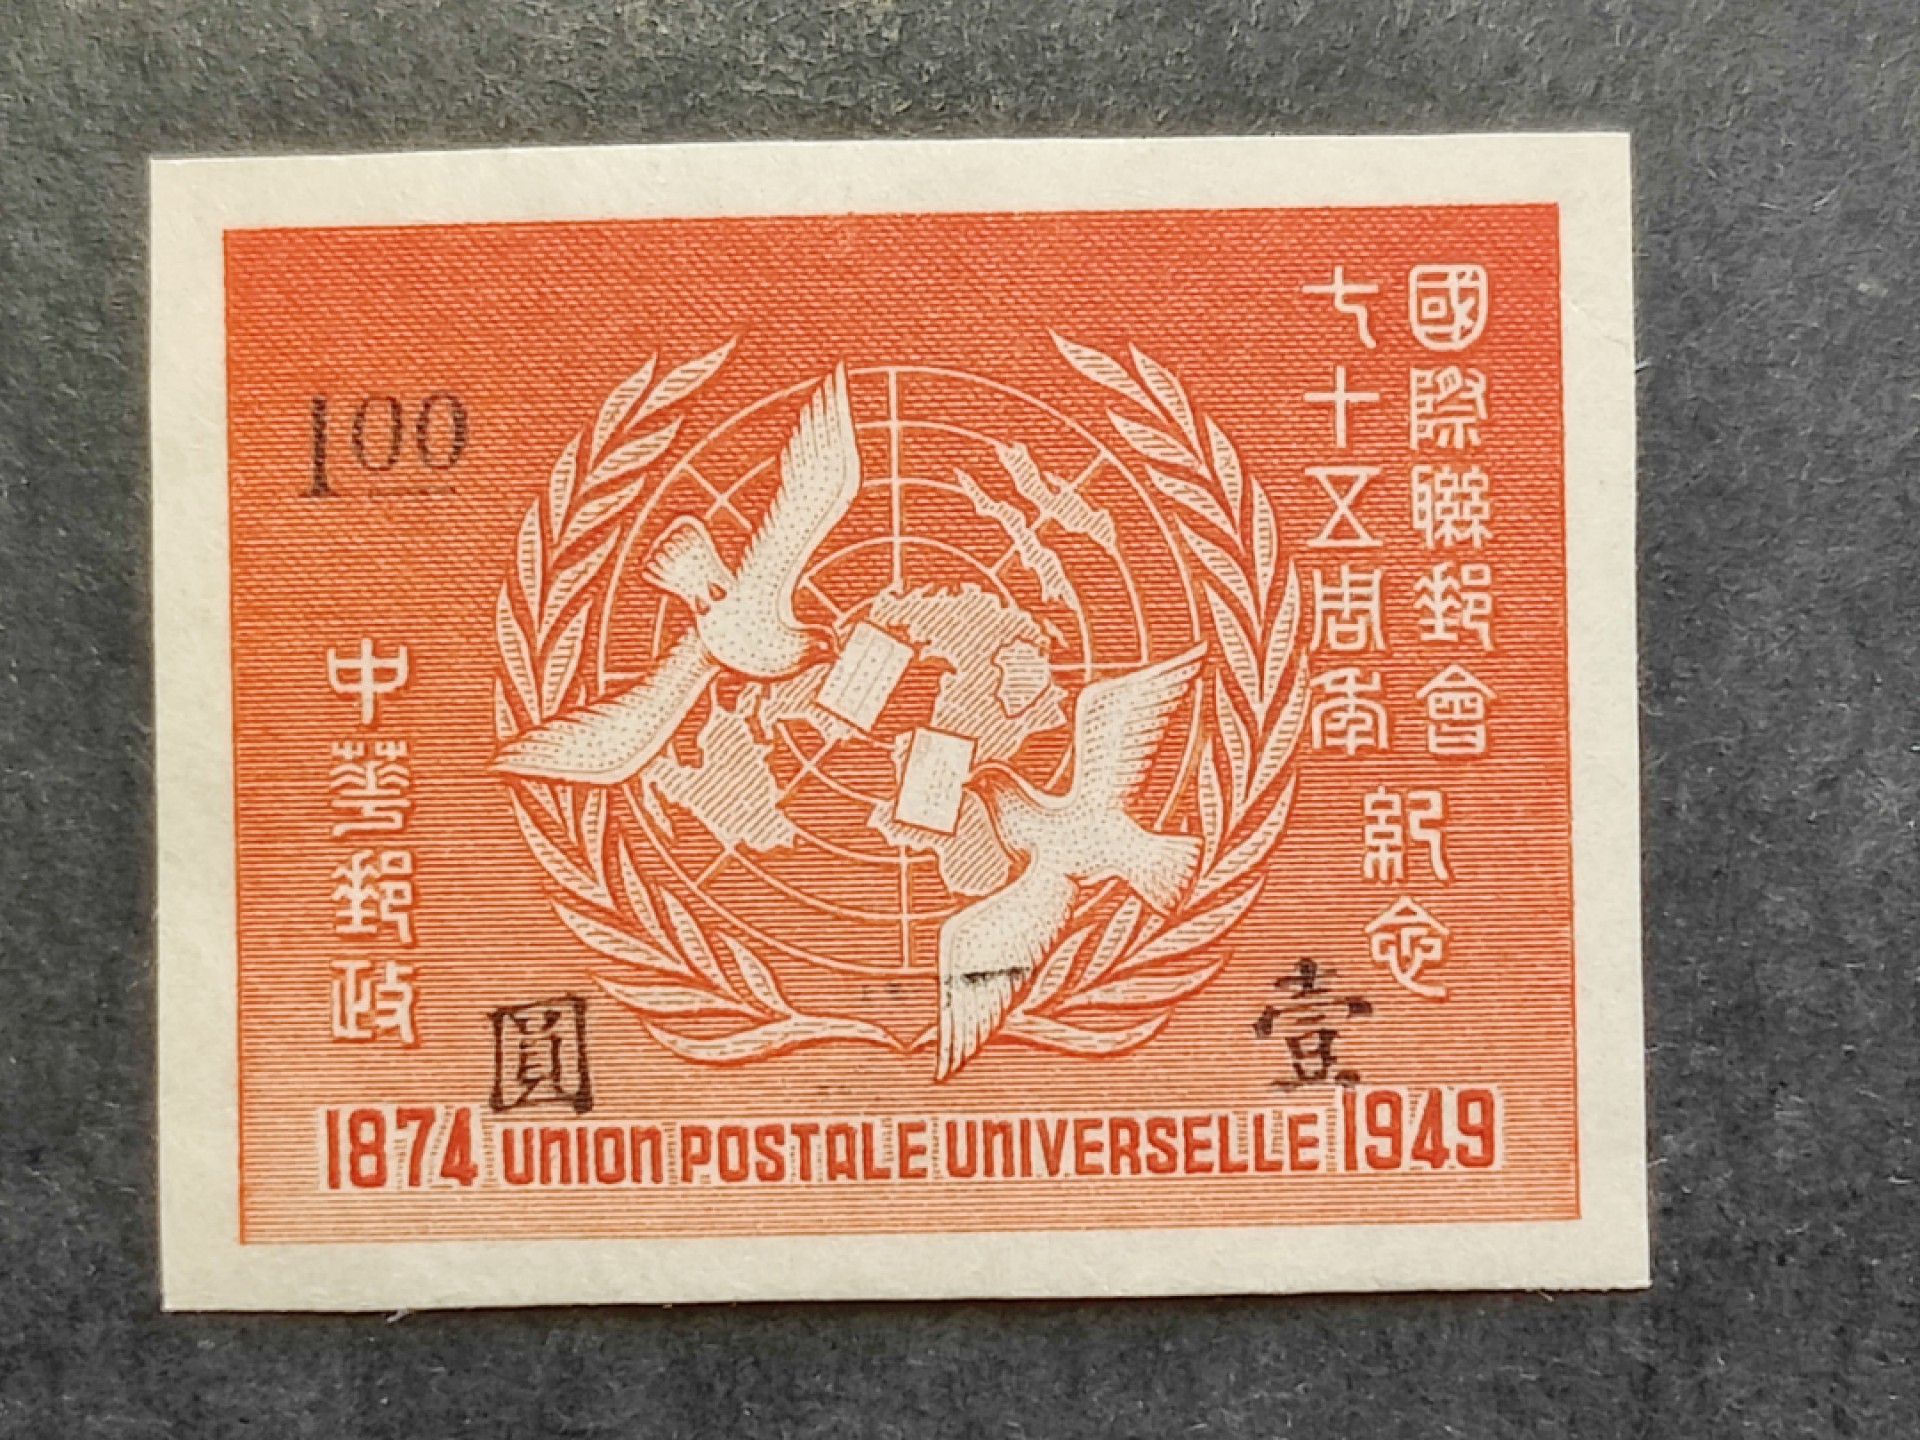 國際聯郵會
七十五周年
紀念
1.00
中華郵政
圓 壹
1874 UNION POSTALE UNIVERSELLE 1949